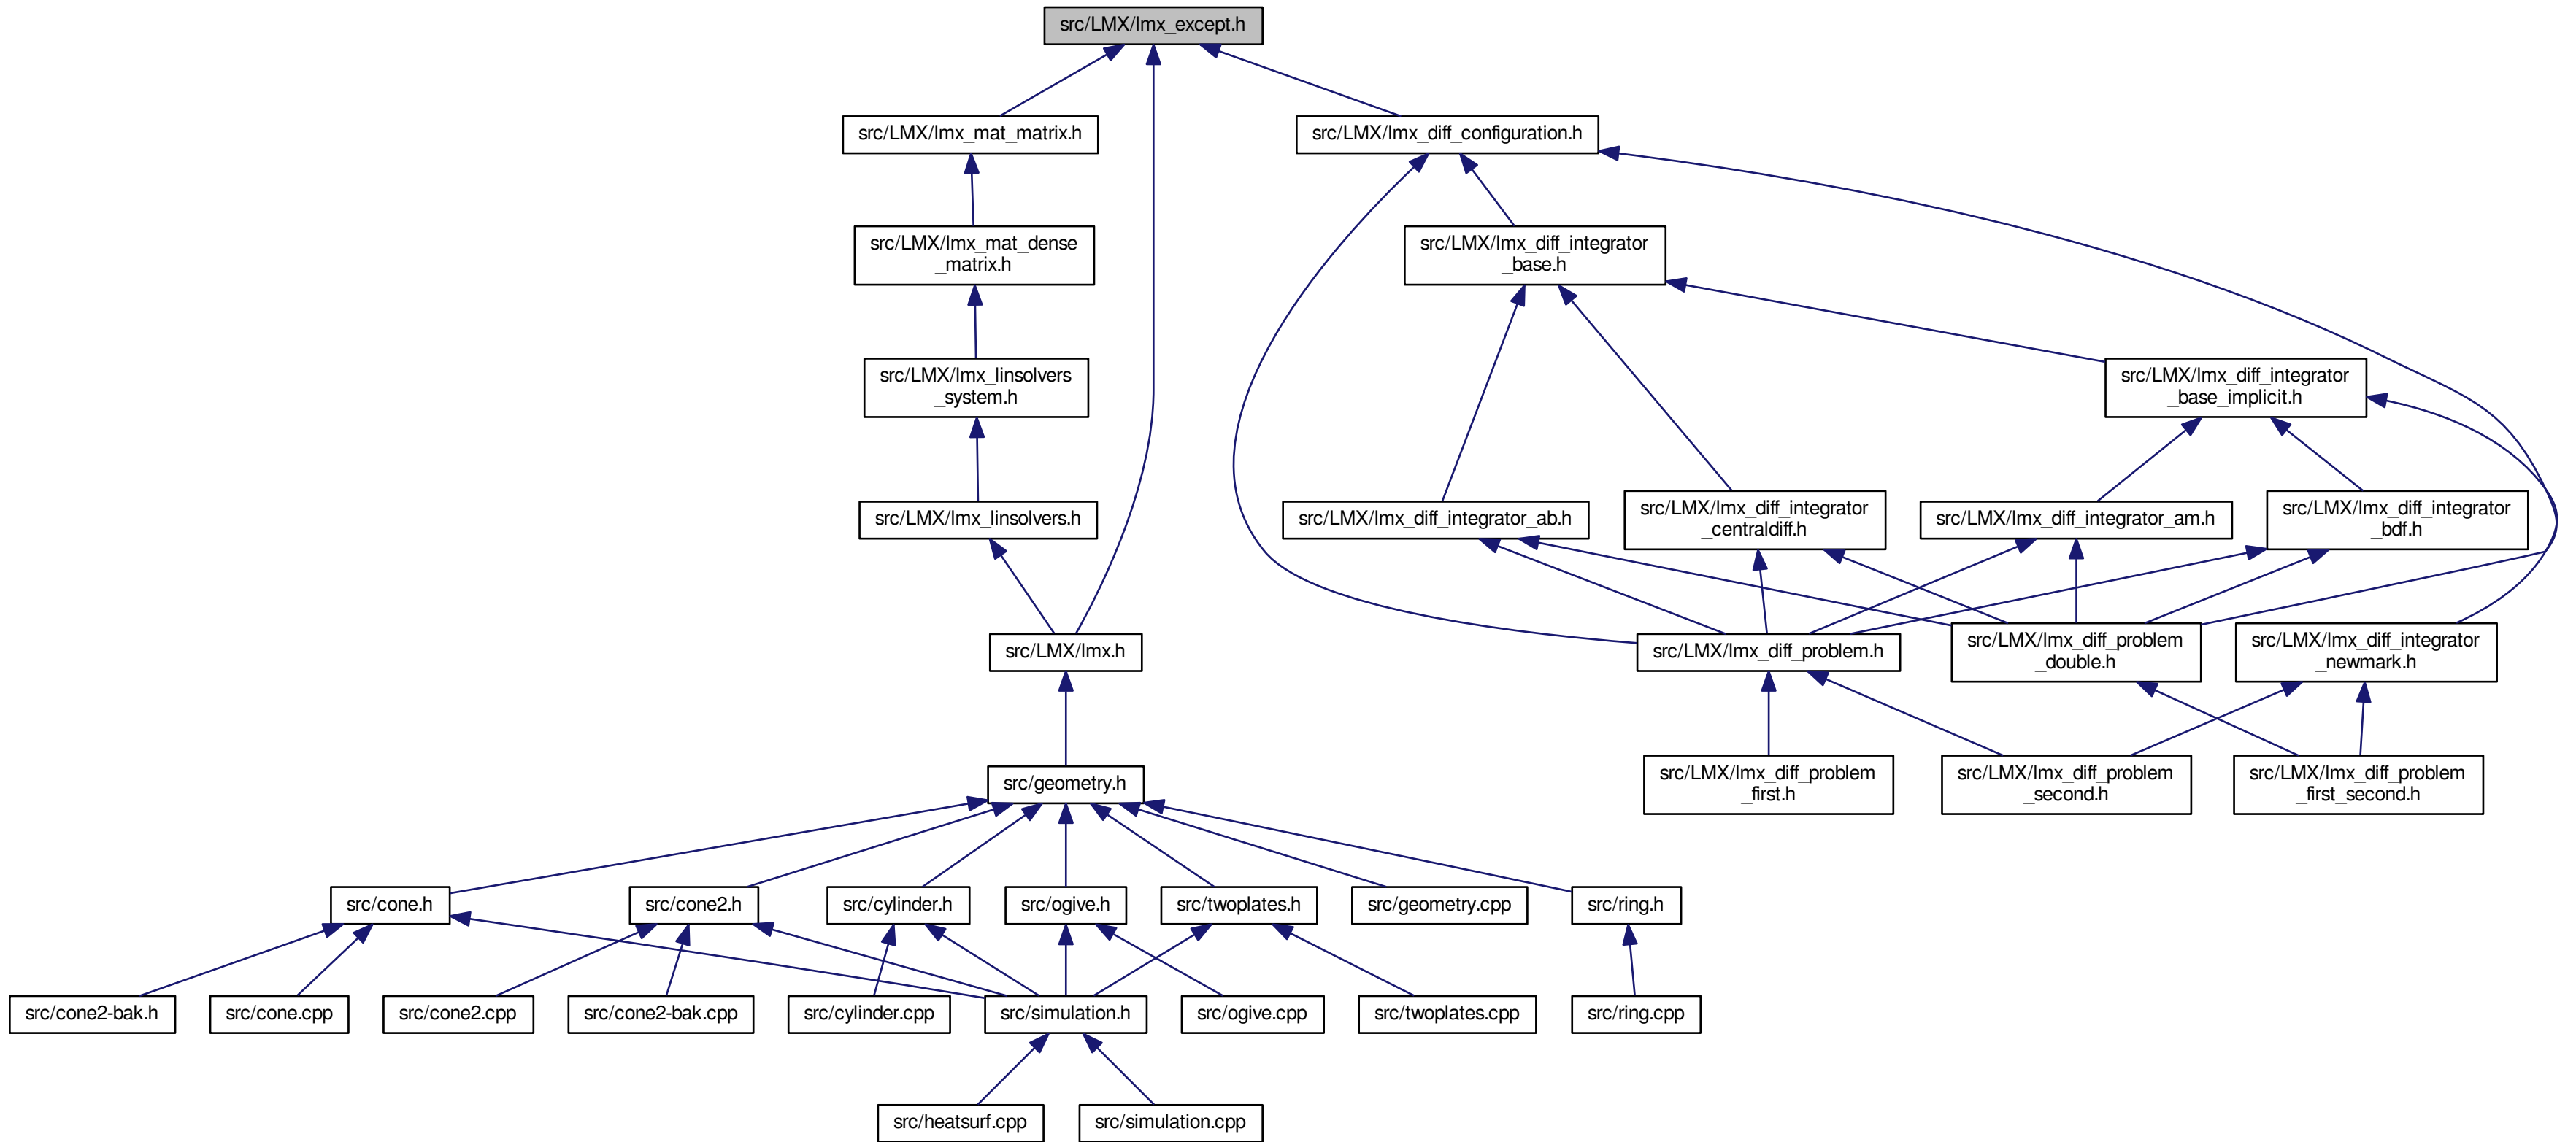 src/LMX/lmx_except.h
src/LMX/lmx_mat_matrix.h
src/LMX/lmx_diff_configuration.h
src/LMX/lmx_mat_dense
_matrix.h
src/LMX/lmx_diff_integrator
_base.h
src/LMX/lmx_linsolvers
_system.h
src/LMX/lmx_diff_integrator
_base_implicit.h
src/LMX/lmx_linsolvers.h
src/LMX/lmx_diff_integrator_ab.h
src/LMX/lmx_diff_integrator
_centraldiff.h
src/LMX/lmx_diff_integrator_am.h
src/LMX/lmx_diff_integrator
_bdf.h
src/LMX/lmx.h
src/LMX/lmx_diff_problem.h
src/LMX/lmx_diff_problem
_double.h
src/LMX/lmx_diff_integrator
_newmark.h
src/geometry.h
src/LMX/lmx_diff_problem
_first.h
src/LMX/lmx_diff_problem
_second.h
src/LMX/lmx_diff_problem
_first_second.h
src/cone.h
src/cone2.h
src/cylinder.h
src/ogive.h
src/twoplates.h
src/geometry.cpp
src/ring.h
src/cone2-bak.h
src/cone.cpp
src/cone2.cpp
src/cone2-bak.cpp
src/cylinder.cpp
src/simulation.h
src/ogive.cpp
src/twoplates.cpp
src/ring.cpp
src/heatsurf.cpp
src/simulation.cpp